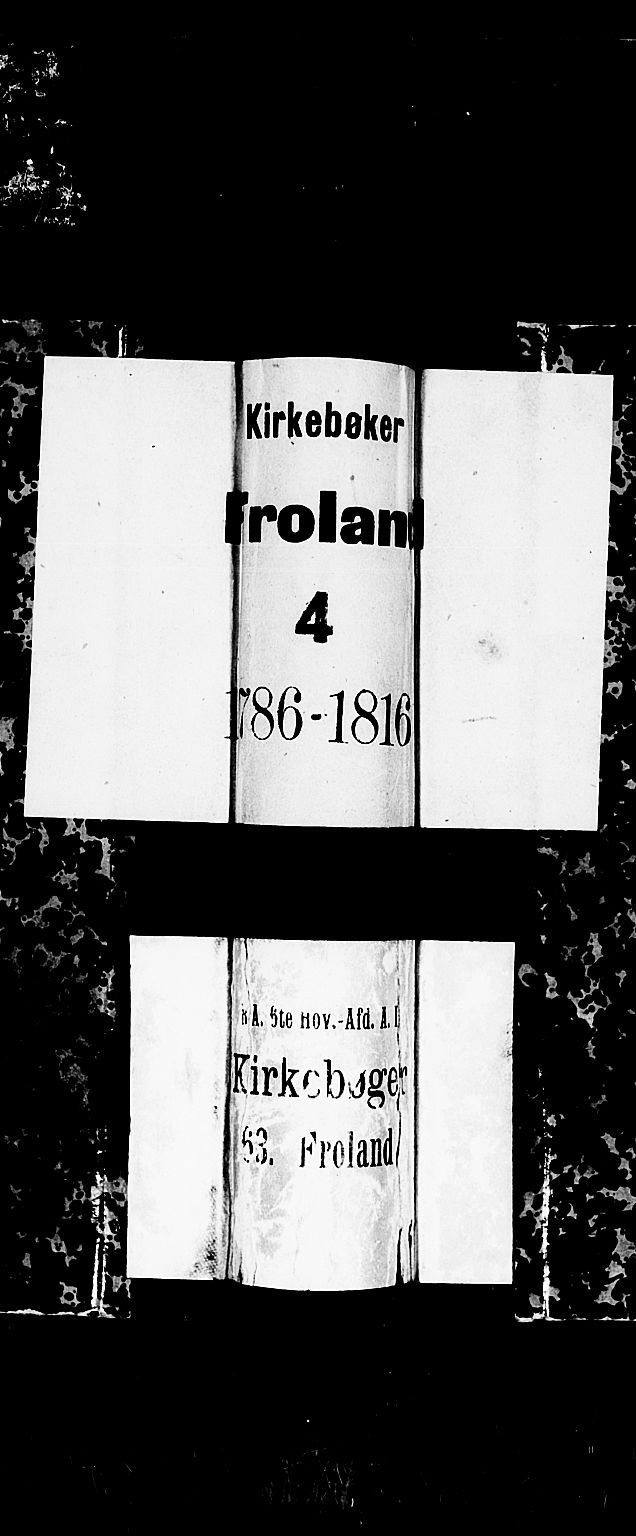 Kirkebøker
Froland
4
1786-1816
R A. 5te Hov.-Afd. A. I
Kirkebøger
63. Froland